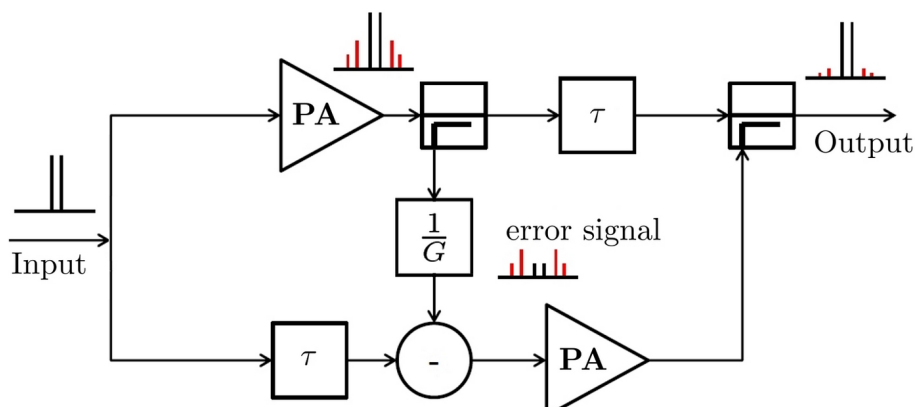 PA
τ
Output
Input
1
G
error signal
τ
-
PA